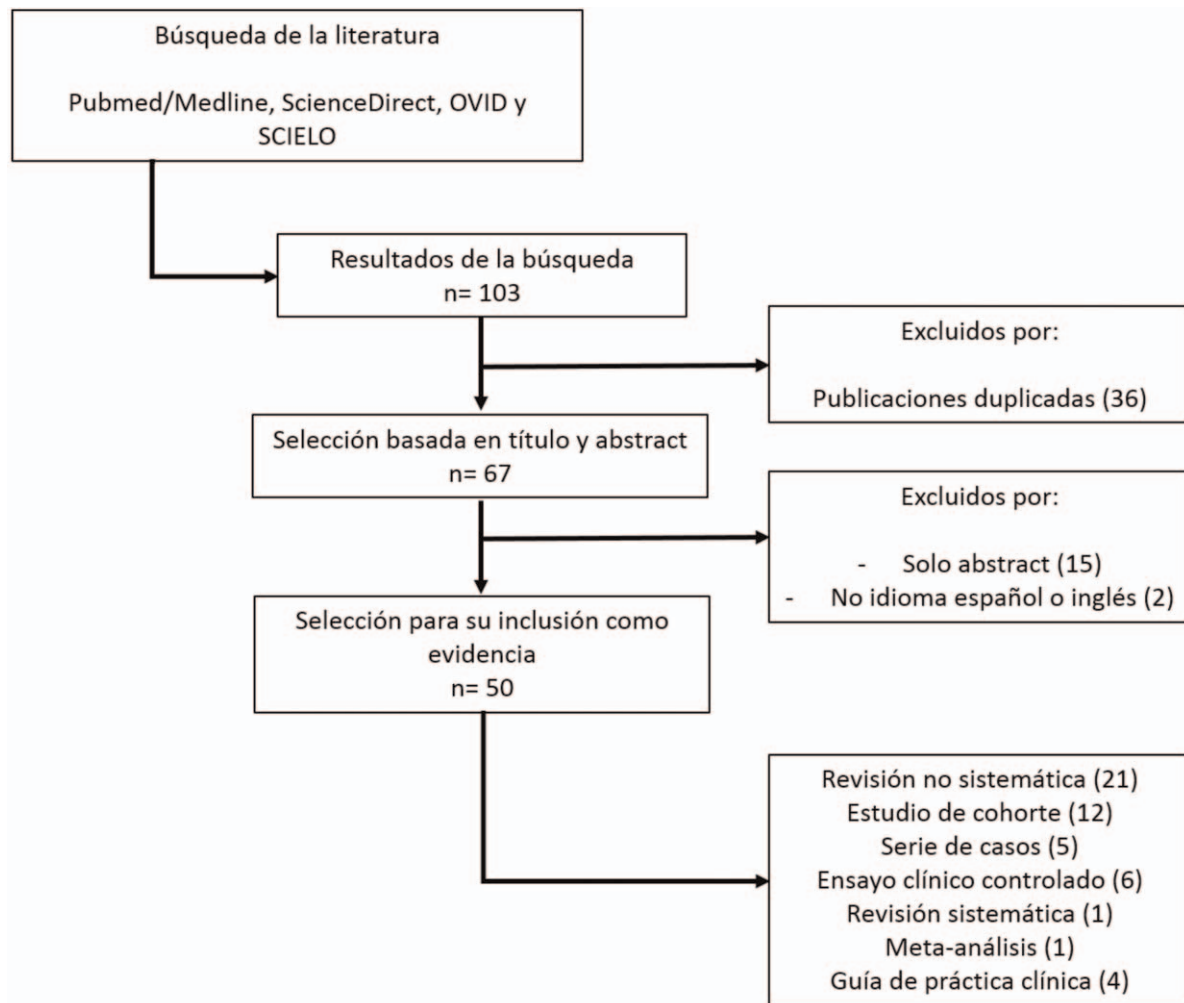 Búsqueda de la literatura
Pubmed/Medline, ScienceDirect, OVID y
SCIELO
Resultados de la búsqueda
n= 103
Excluidos por:
Publicaciones duplicadas (36)
Selección basada en título y abstract
n= 67
Excluidos por:
- Solo abstract (15)
- No idioma español o inglés (2)
Selección para su inclusión como
evidencia
n= 50
Revisión no sistemática (21)
Estudio de cohorte (12)
Serie de casos (5)
Ensayo clínico controlado (6)
Revisión sistemática (1)
Meta-análisis (1)
Guía de práctica clínica (4)